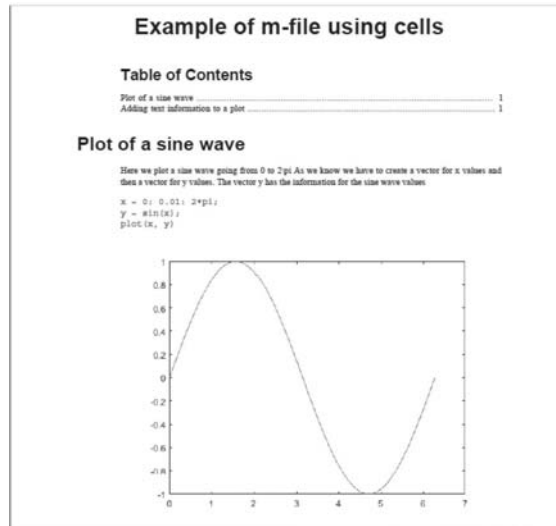 Example of m-file using cells
Table of Contents
Plot of a sine wave ........................................................ 1
Adding text information to a plot ........................................................ 1
Plot of a sine wave
Here we plot a sine wave going from 0 to 2·pi As we know we have to create a vector for x values and
then a vector for y values. The vector y has the information for the sine wave values
x = 0: 0.01: 2*pi;
y = sin(x);
plot(x, y)
1
0.8
0.6
0.4
0.2
0
-0.2
-0.4
-0.6
-0.8
-1
0 1 2 3 4 5 6 7